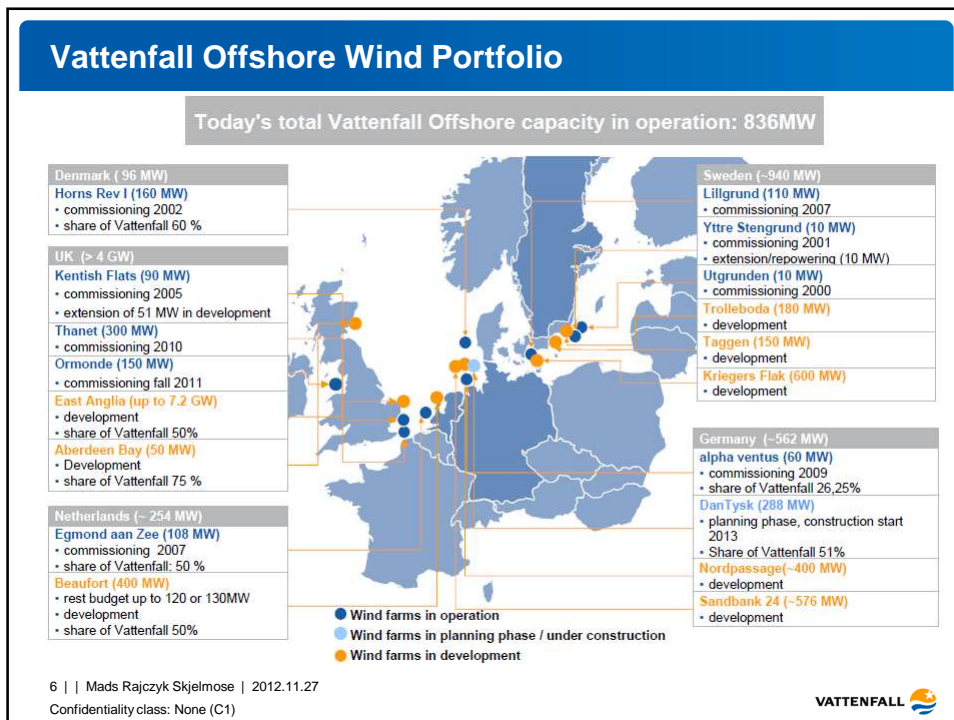 Vattenfall Offshore Wind Portfolio
Today's total Vattenfall Offshore capacity in operation: 836MW
Denmark ( 96 MW)
Horns Rev I (160 MW)
• commissioning 2002
• share of Vattenfall 60 %
UK (> 4 GW)
Kentish Flats (90 MW)
• commissioning 2005
• extension of 51 MW in development
Thanet (300 MW)
• commissioning 2010
Ormonde (150 MW)
• commissioning fall 2011
East Anglia (up to 7.2 GW)
• development
• share of Vattenfall 50%
Aberdeen Bay (50 MW)
• Development
• share of Vattenfall 75 %
Netherlands (~ 254 MW)
Egmond aan Zee (108 MW)
• commissioning 2007
• share of Vattenfall: 50 %
Beaufort (400 MW)
• rest budget up to 120 or 130MW
• development
• share of Vattenfall 50%
Sweden (~940 MW)
Lillgrund (110 MW)
• commissioning 2007
Yttre Stengrund (10 MW)
• commissioning 2001
• extension/repowering (10 MW)
Utgrunden (10 MW)
• commissioning 2000
Trolleboda (180 MW)
• development
Taggen (150 MW)
• development
Kriegers Flak (600 MW)
• development
Germany (~562 MW)
alpha ventus (60 MW)
• commissioning 2009
• share of Vattenfall 26,25%
DanTysk (288 MW)
• planning phase, construction start
2013
• Share of Vattenfall 51%
Nordpassage(~400 MW)
• development
Sandbank 24 (~576 MW)
• development
Wind farms in operation
Wind farms in planning phase / under construction
Wind farms in development
6 | | Mads Rajczyk Skjelmose | 2012.11.27
Confidentiality class: None (C1)
VATTENFALL